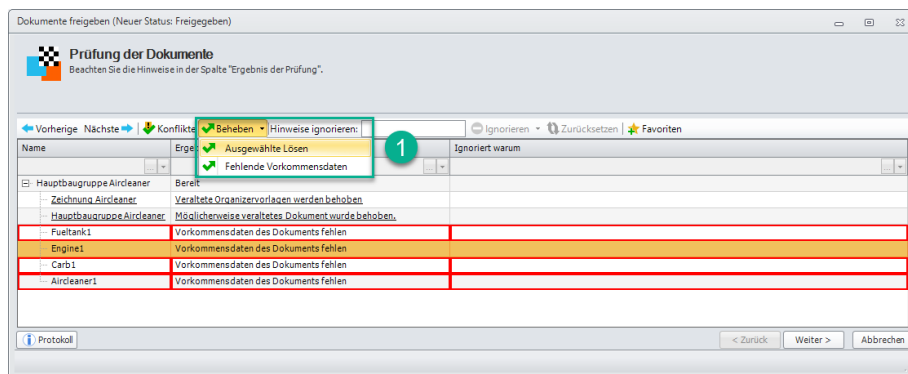 Dokumente freigeben (Neuer Status: Freigegeben)
Prüfung der Dokumente
Beachten Sie die Hinweise in der Spalte "Ergebnis der Prüfung".
Vorherige Nächste Konflikte Beheben Hinweise ignorieren: Ignorieren Zurücksetzen Favoriten
Name Ignoriert warum
Ausgewählte Lösen 1
Fehlende Vorkommensdaten
Hauptbaugruppe Aircleaner Bereit
Zeichnung Aircleaner Veraltete Organizervorlagen werden behoben
Hauptbaugruppe Aircleaner Möglicherweise veraltetes Dokument wurde behoben.
Fueltank1 Vorkommensdaten des Dokuments fehlen
Engine1 Vorkommensdaten des Dokuments fehlen
Carb1 Vorkommensdaten des Dokuments fehlen
Aircleaner1 Vorkommensdaten des Dokuments fehlen
Protokoll < Zurück Weiter > Abbrechen